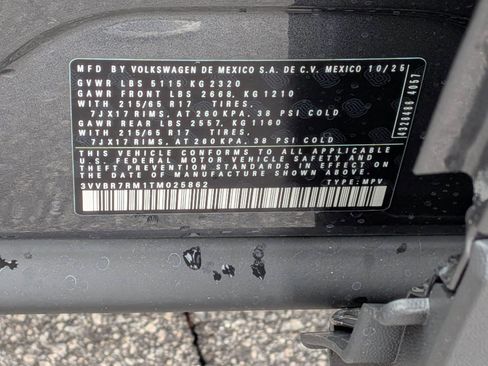 MFD BY VOLKSWAGEN DE MEXICO S.A. DE C.V. MEXICO 10/25
GVWR LBS 5115 KG 2320
GAWR FRONT LBS 2668, KG 1210
WITH 215/65 R17 TIRES,
7JX17 RIMS, AT 260 KPA, 38 PSI COLD
GAWR REAR LBS 2557, KG 1160
WITH 215/65 R17 TIRES,
7JX17 RIMS, AT 260 KPA, 38 PSI COLD
THIS VEHICLE CONFORMS TO ALL APPLICABLE
U.S. FEDERAL MOTOR VEHICLE SAFETY AND
THEFT PREVENTION STANDARDS IN EFFECT ON THE
DATE OF MANUFACTURE SHOWN ABOVE.
3VVBR7RM1TM025862 TYPE: MPV
4057